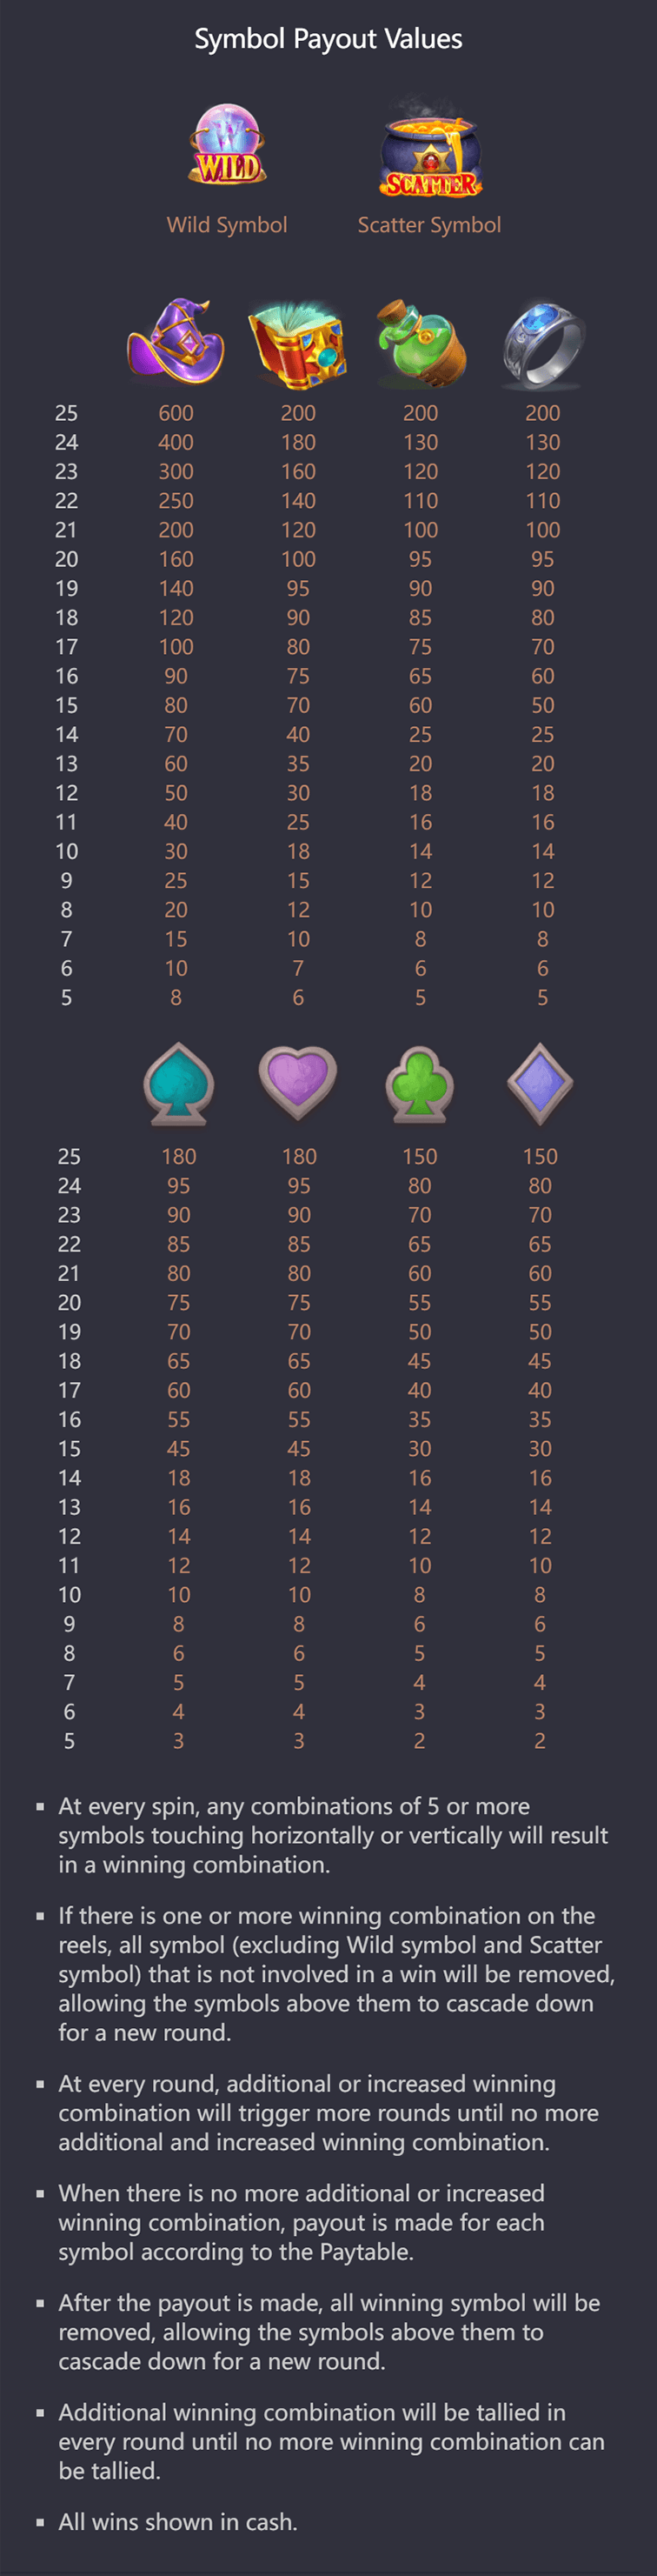 Symbol Payout Values
W
WILD
SCATTER
Wild Symbol Scatter Symbol
25 600 200 200 200
24 400 180 130 130
23 300 160 120 120
22 250 140 110 110
21 200 120 100 100
20 160 100 95 95
19 140 95 90 90
18 120 90 85 80
17 100 80 75 70
16 90 75 65 60
15 80 70 60 50
14 70 40 25 25
13 60 35 20 20
12 50 30 18 18
11 40 25 16 16
10 30 18 14 14
9 25 15 12 12
8 20 12 10 10
7 15 10 8 8
6 10 7 6 6
5 8 6 5 5
25 180 180 150 150
24 95 95 80 80
23 90 90 70 70
22 85 85 65 65
21 80 80 60 60
20 75 75 55 55
19 70 70 50 50
18 65 65 45 45
17 60 60 40 40
16 55 55 35 35
15 45 45 30 30
14 18 18 16 16
13 16 16 14 14
12 14 14 12 12
11 12 12 10 10
10 10 10 8 8
9 8 8 6 6
8 6 6 5 5
7 5 5 4 4
6 4 4 3 3
5 3 3 2 2
▪ At every spin, any combinations of 5 or more
symbols touching horizontally or vertically will result
in a winning combination.
▪ If there is one or more winning combination on the
reels, all symbol (excluding Wild symbol and Scatter
symbol) that is not involved in a win will be removed,
allowing the symbols above them to cascade down
for a new round.
▪ At every round, additional or increased winning
combination will trigger more rounds until no more
additional and increased winning combination.
▪ When there is no more additional or increased
winning combination, payout is made for each
symbol according to the Paytable.
▪ After the payout is made, all winning symbol will be
removed, allowing the symbols above them to
cascade down for a new round.
▪ Additional winning combination will be tallied in
every round until no more winning combination can
be tallied.
▪ All wins shown in cash.